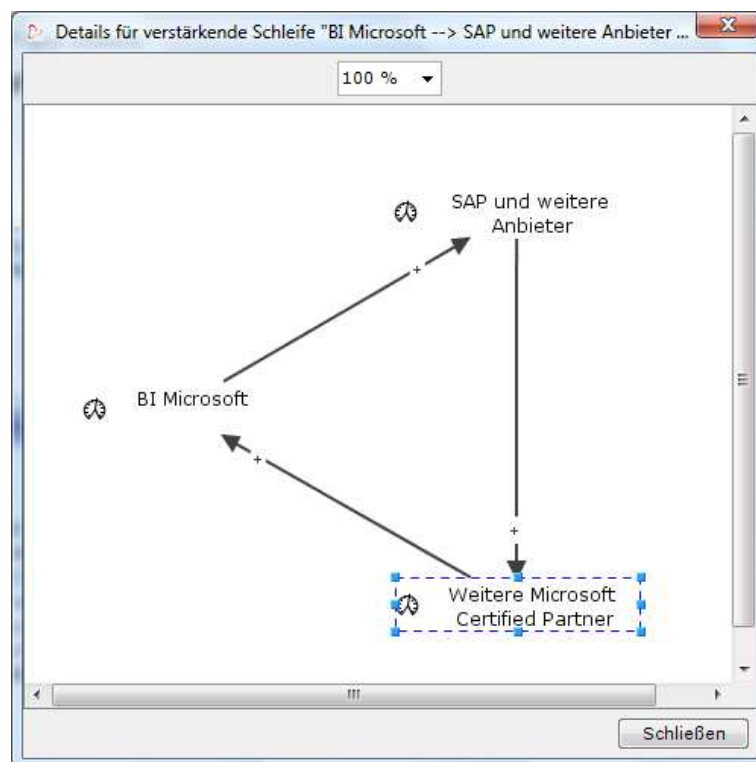 Details für verstärkende Schleife "BI Microsoft --> SAP und weitere Anbieter ...
100 %
SAP und weitere
Anbieter
+
BI Microsoft
+
+
Weitere Microsoft
Certified Partner
Schließen